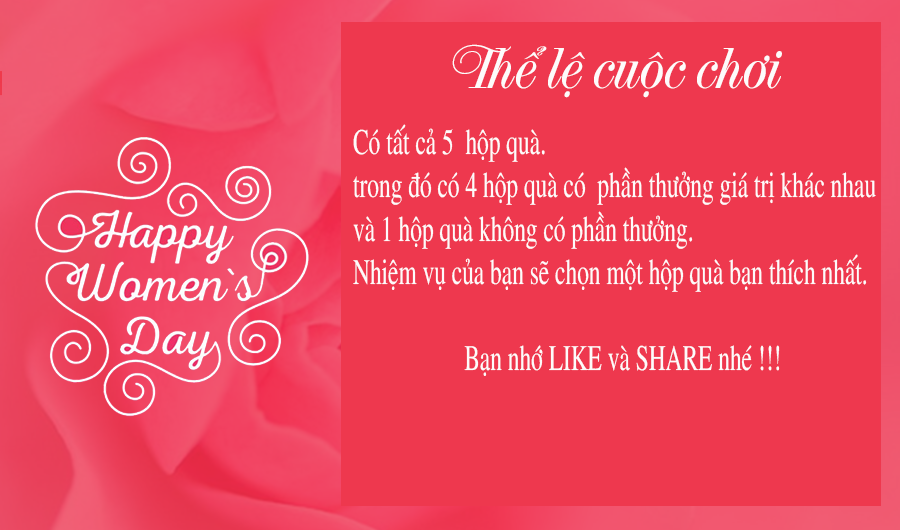 Happy
Women`s
Day
Thể lệ cuộc chơi
Có tất cả 5 hộp quà.
trong đó có 4 hộp quà có phần thưởng giá trị khác nhau
và 1 hộp quà không có phần thưởng.
Nhiệm vụ của bạn sẽ chọn một hộp quà bạn thích nhất.
Bạn nhớ LIKE và SHARE nhé !!!